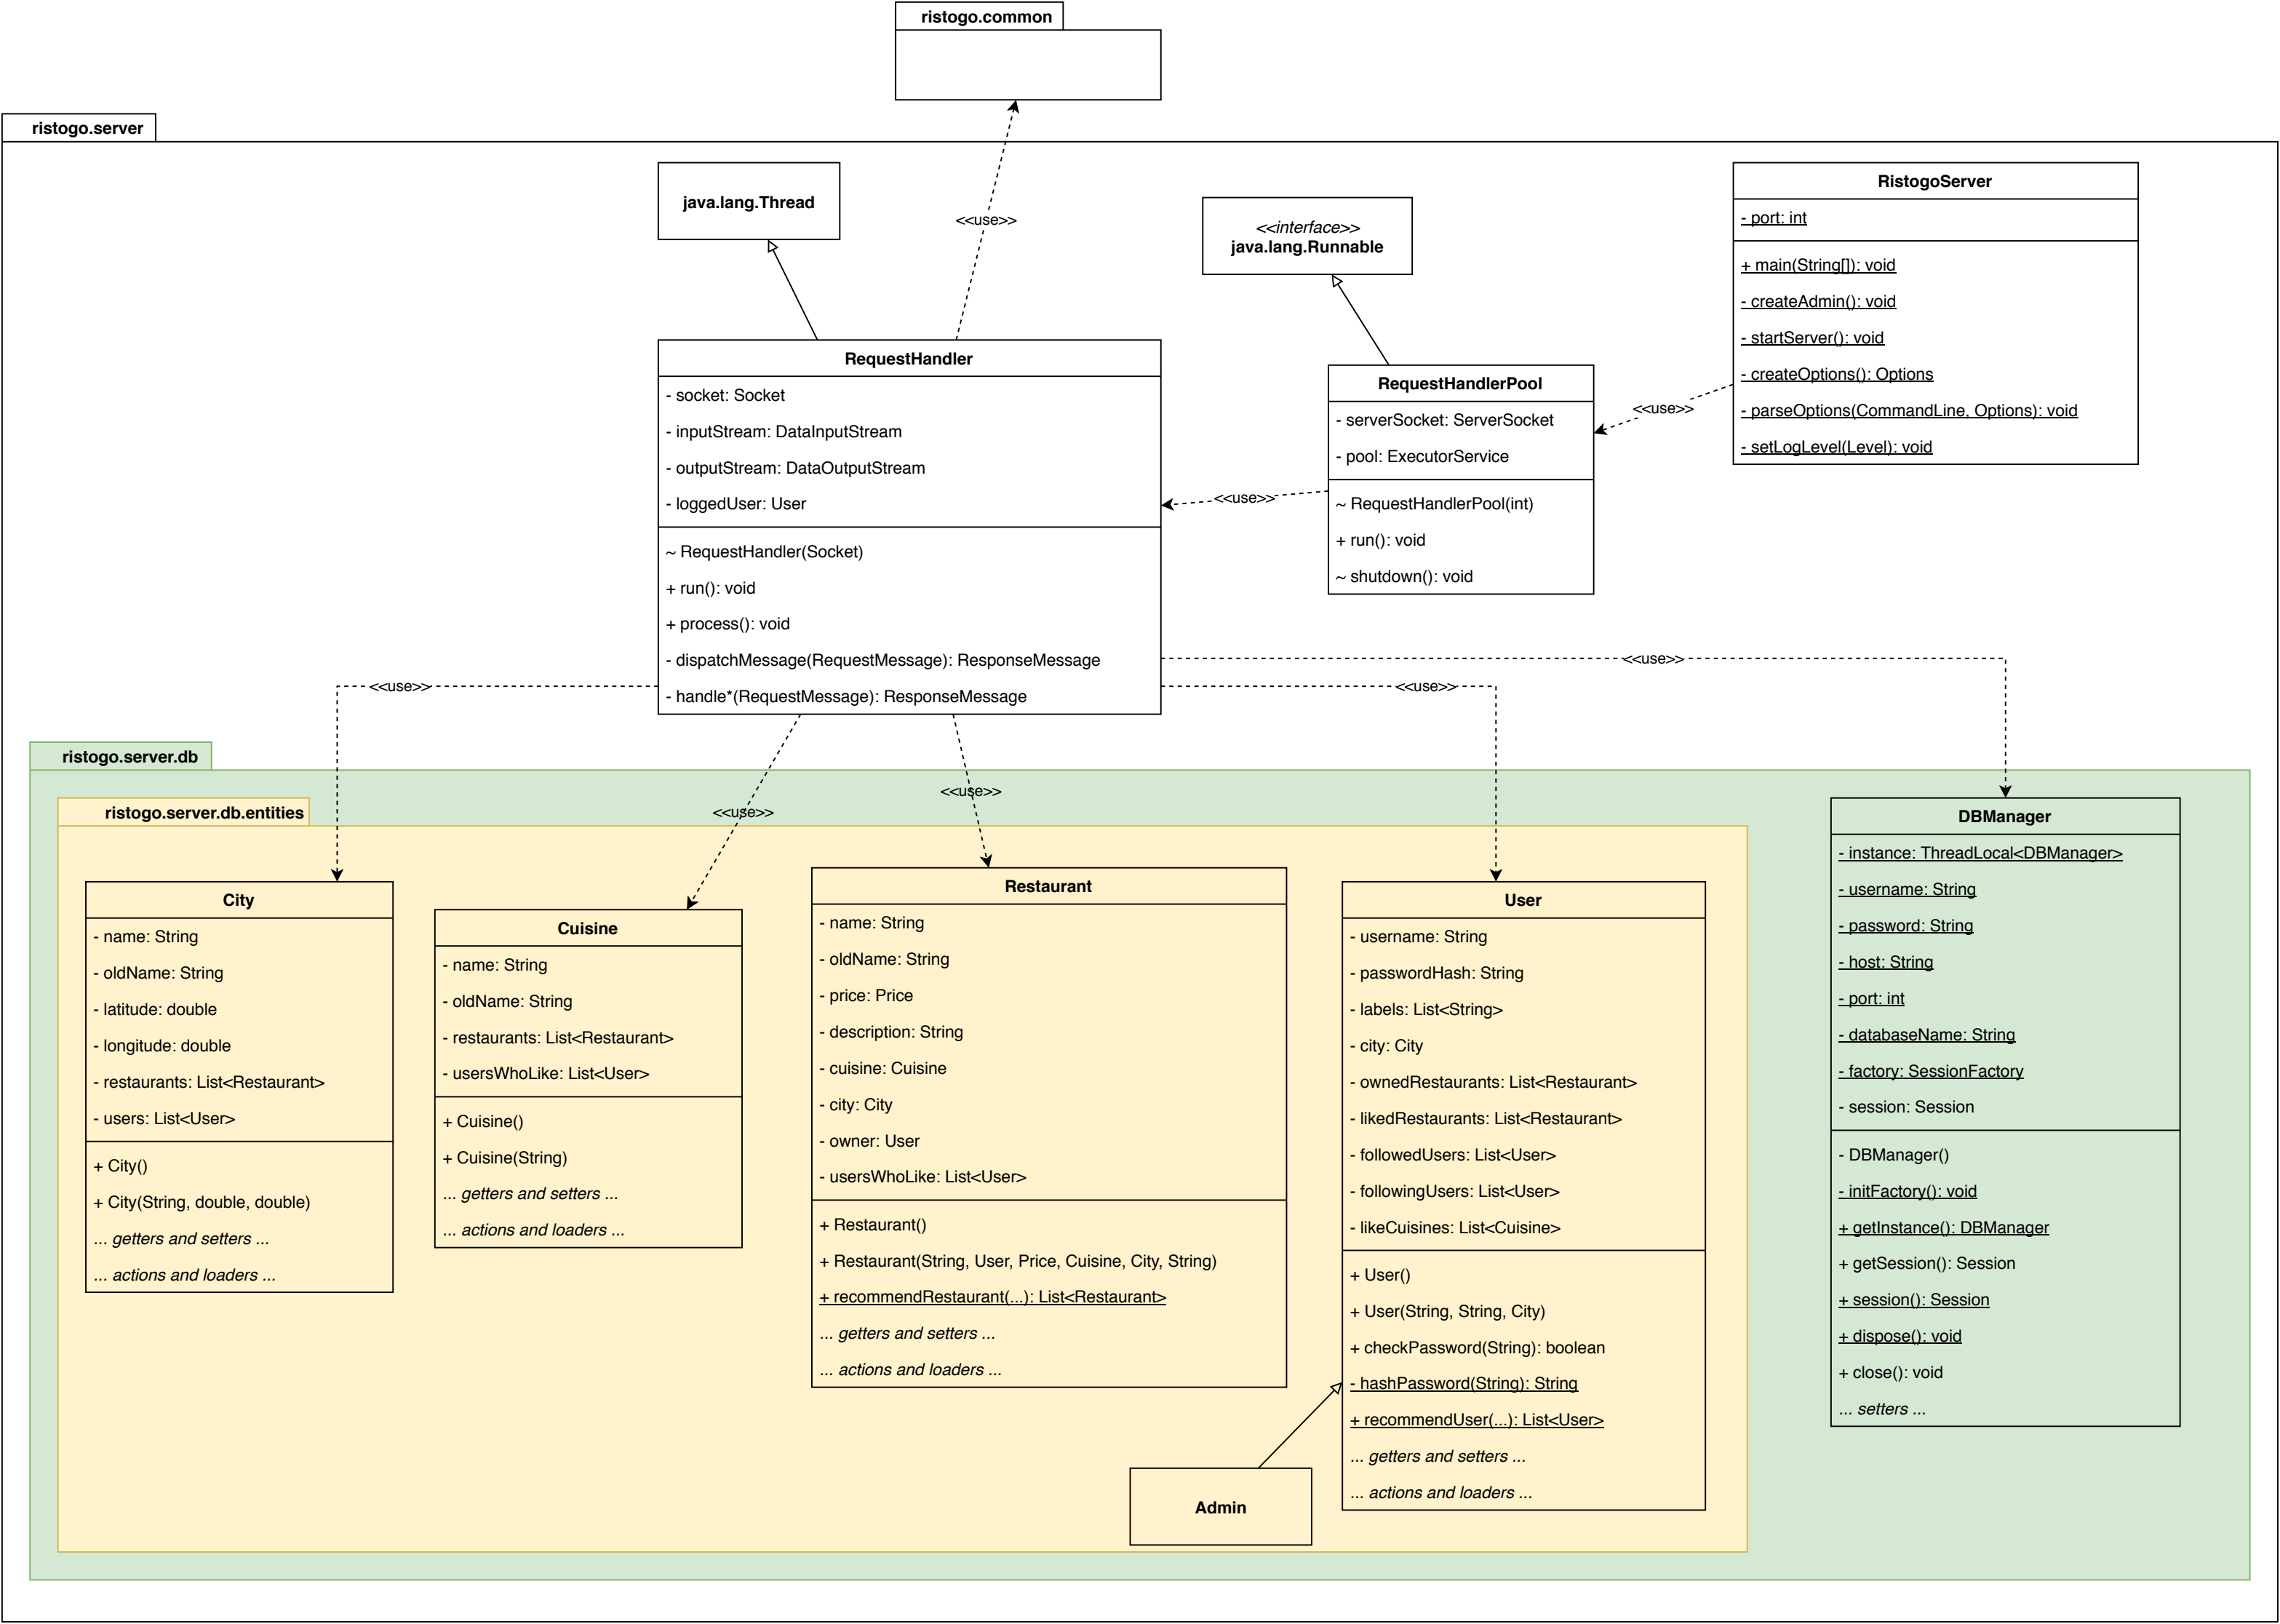 ristogo.common
ristogo.server
java.lang.Thread
<<use>>
<<interface>>
java.lang.Runnable
RistogoServer
- port: int
+ main(String[]): void
- createAdmin(): void
- startServer(): void
- createOptions(): Options
- parseOptions(CommandLine, Options): void
- setLogLevel(Level): void
<<use>>
RequestHandlerPool
- serverSocket: ServerSocket
- pool: ExecutorService
~ RequestHandlerPool(int)
+ run(): void
~ shutdown(): void
<<use>>
RequestHandler
- socket: Socket
- inputStream: DataInputStream
- outputStream: DataOutputStream
- loggedUser: User
~ RequestHandler(Socket)
+ run(): void
+ process(): void
- dispatchMessage(RequestMessage): ResponseMessage
- handle*(RequestMessage): ResponseMessage
<<use>>
<<use>>
<<use>>
<<use>>
<<use>>
ristogo.server.db
ristogo.server.db.entities
City
- name: String
- oldName: String
- latitude: double
- longitude: double
- restaurants: List<Restaurant>
- users: List<User>
+ City()
+ City(String, double, double)
... getters and setters ...
... actions and loaders ...
Cuisine
- name: String
- oldName: String
- restaurants: List<Restaurant>
- usersWhoLike: List<User>
+ Cuisine()
+ Cuisine(String)
... getters and setters ...
... actions and loaders ...
Restaurant
- name: String
- oldName: String
- price: Price
- description: String
- cuisine: Cuisine
- city: City
- owner: User
- usersWhoLike: List<User>
+ Restaurant()
+ Restaurant(String, User, Price, Cuisine, City, String)
+ recommendRestaurant(...): List<Restaurant>
... getters and setters ...
... actions and loaders ...
User
- username: String
- passwordHash: String
- labels: List<String>
- city: City
- ownedRestaurants: List<Restaurant>
- likedRestaurants: List<Restaurant>
- followedUsers: List<User>
- followingUsers: List<User>
- likeCuisines: List<Cuisine>
+ User()
+ User(String, String, City)
+ checkPassword(String): boolean
- hashPassword(String): String
+ recommendUser(...): List<User>
... getters and setters ...
... actions and loaders ...
Admin
DBManager
- instance: ThreadLocal<DBManager>
- username: String
- password: String
- host: String
- port: int
- databaseName: String
- factory: SessionFactory
- session: Session
- DBManager()
- initFactory(): void
+ getInstance(): DBManager
+ getSession(): Session
+ session(): Session
+ dispose(): void
+ close(): void
... setters ...